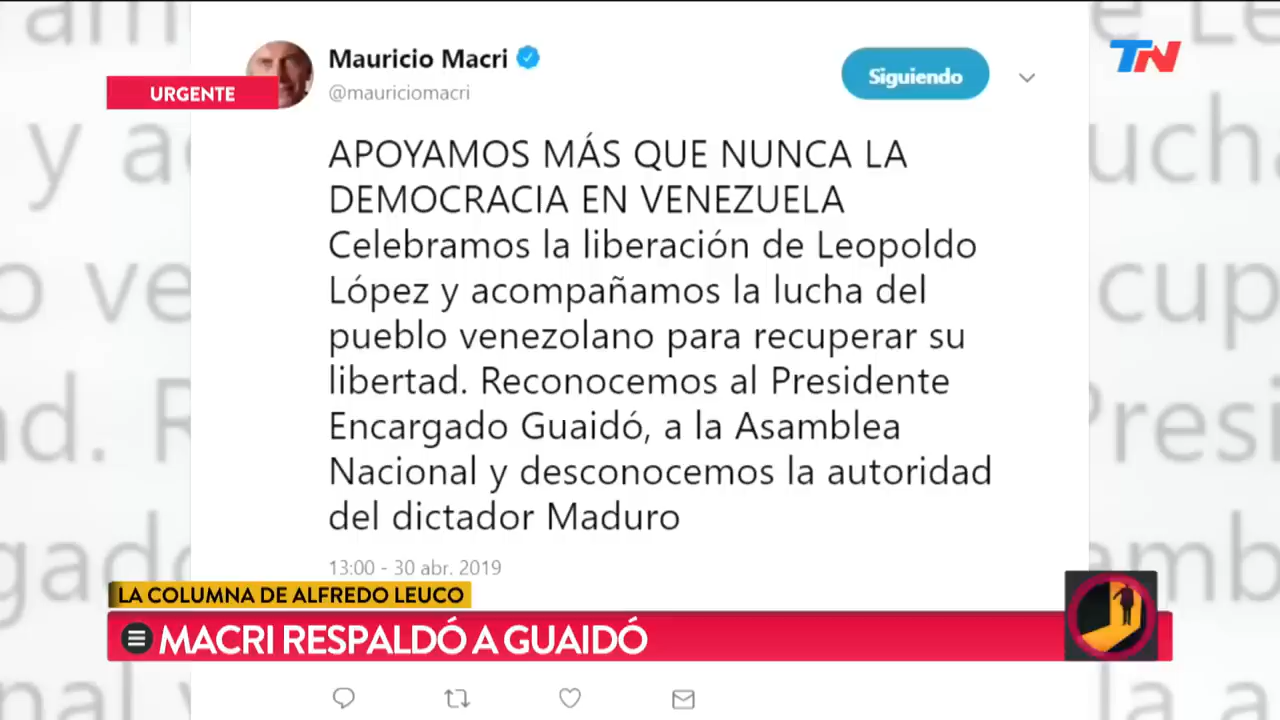 Mauricio Macri
TN
URGENTE
@mauriciomacri
Siguiendo
APOYAMOS MÁS QUE NUNCA LA
DEMOCRACIA EN VENEZUELA
Celebramos la liberación de Leopoldo
López y acompañamos la lucha del
pueblo venezolano para recuperar su
libertad. Reconocemos al Presidente
Encargado Guaidó, a la Asamblea
Nacional y desconocemos la autoridad
del dictador Maduro
13:00 - 30 abr. 2019
LA COLUMNA DE ALFREDO LEUCO
MACRI RESPALDÓ A GUAIDÓ